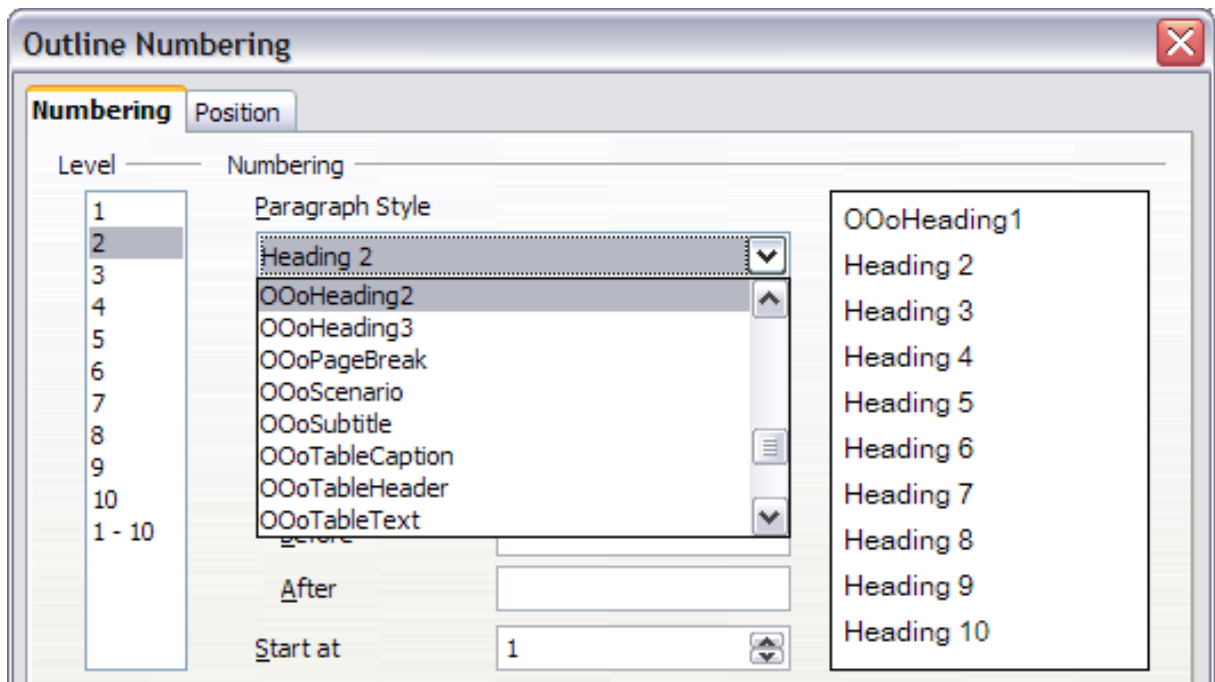 Outline Numbering
Numbering
Position
Level
Numbering
1
2
3
4
5
6
7
8
9
10
1 - 10
Paragraph Style
Heading 2
OOoHeading2
OOoHeading3
OOoPageBreak
OOoScenario
OOoSubtitle
OOoTableCaption
OOoTableHeader
OOoTableText
Before
After
Start at
1
OOoHeading1
Heading 2
Heading 3
Heading 4
Heading 5
Heading 6
Heading 7
Heading 8
Heading 9
Heading 10